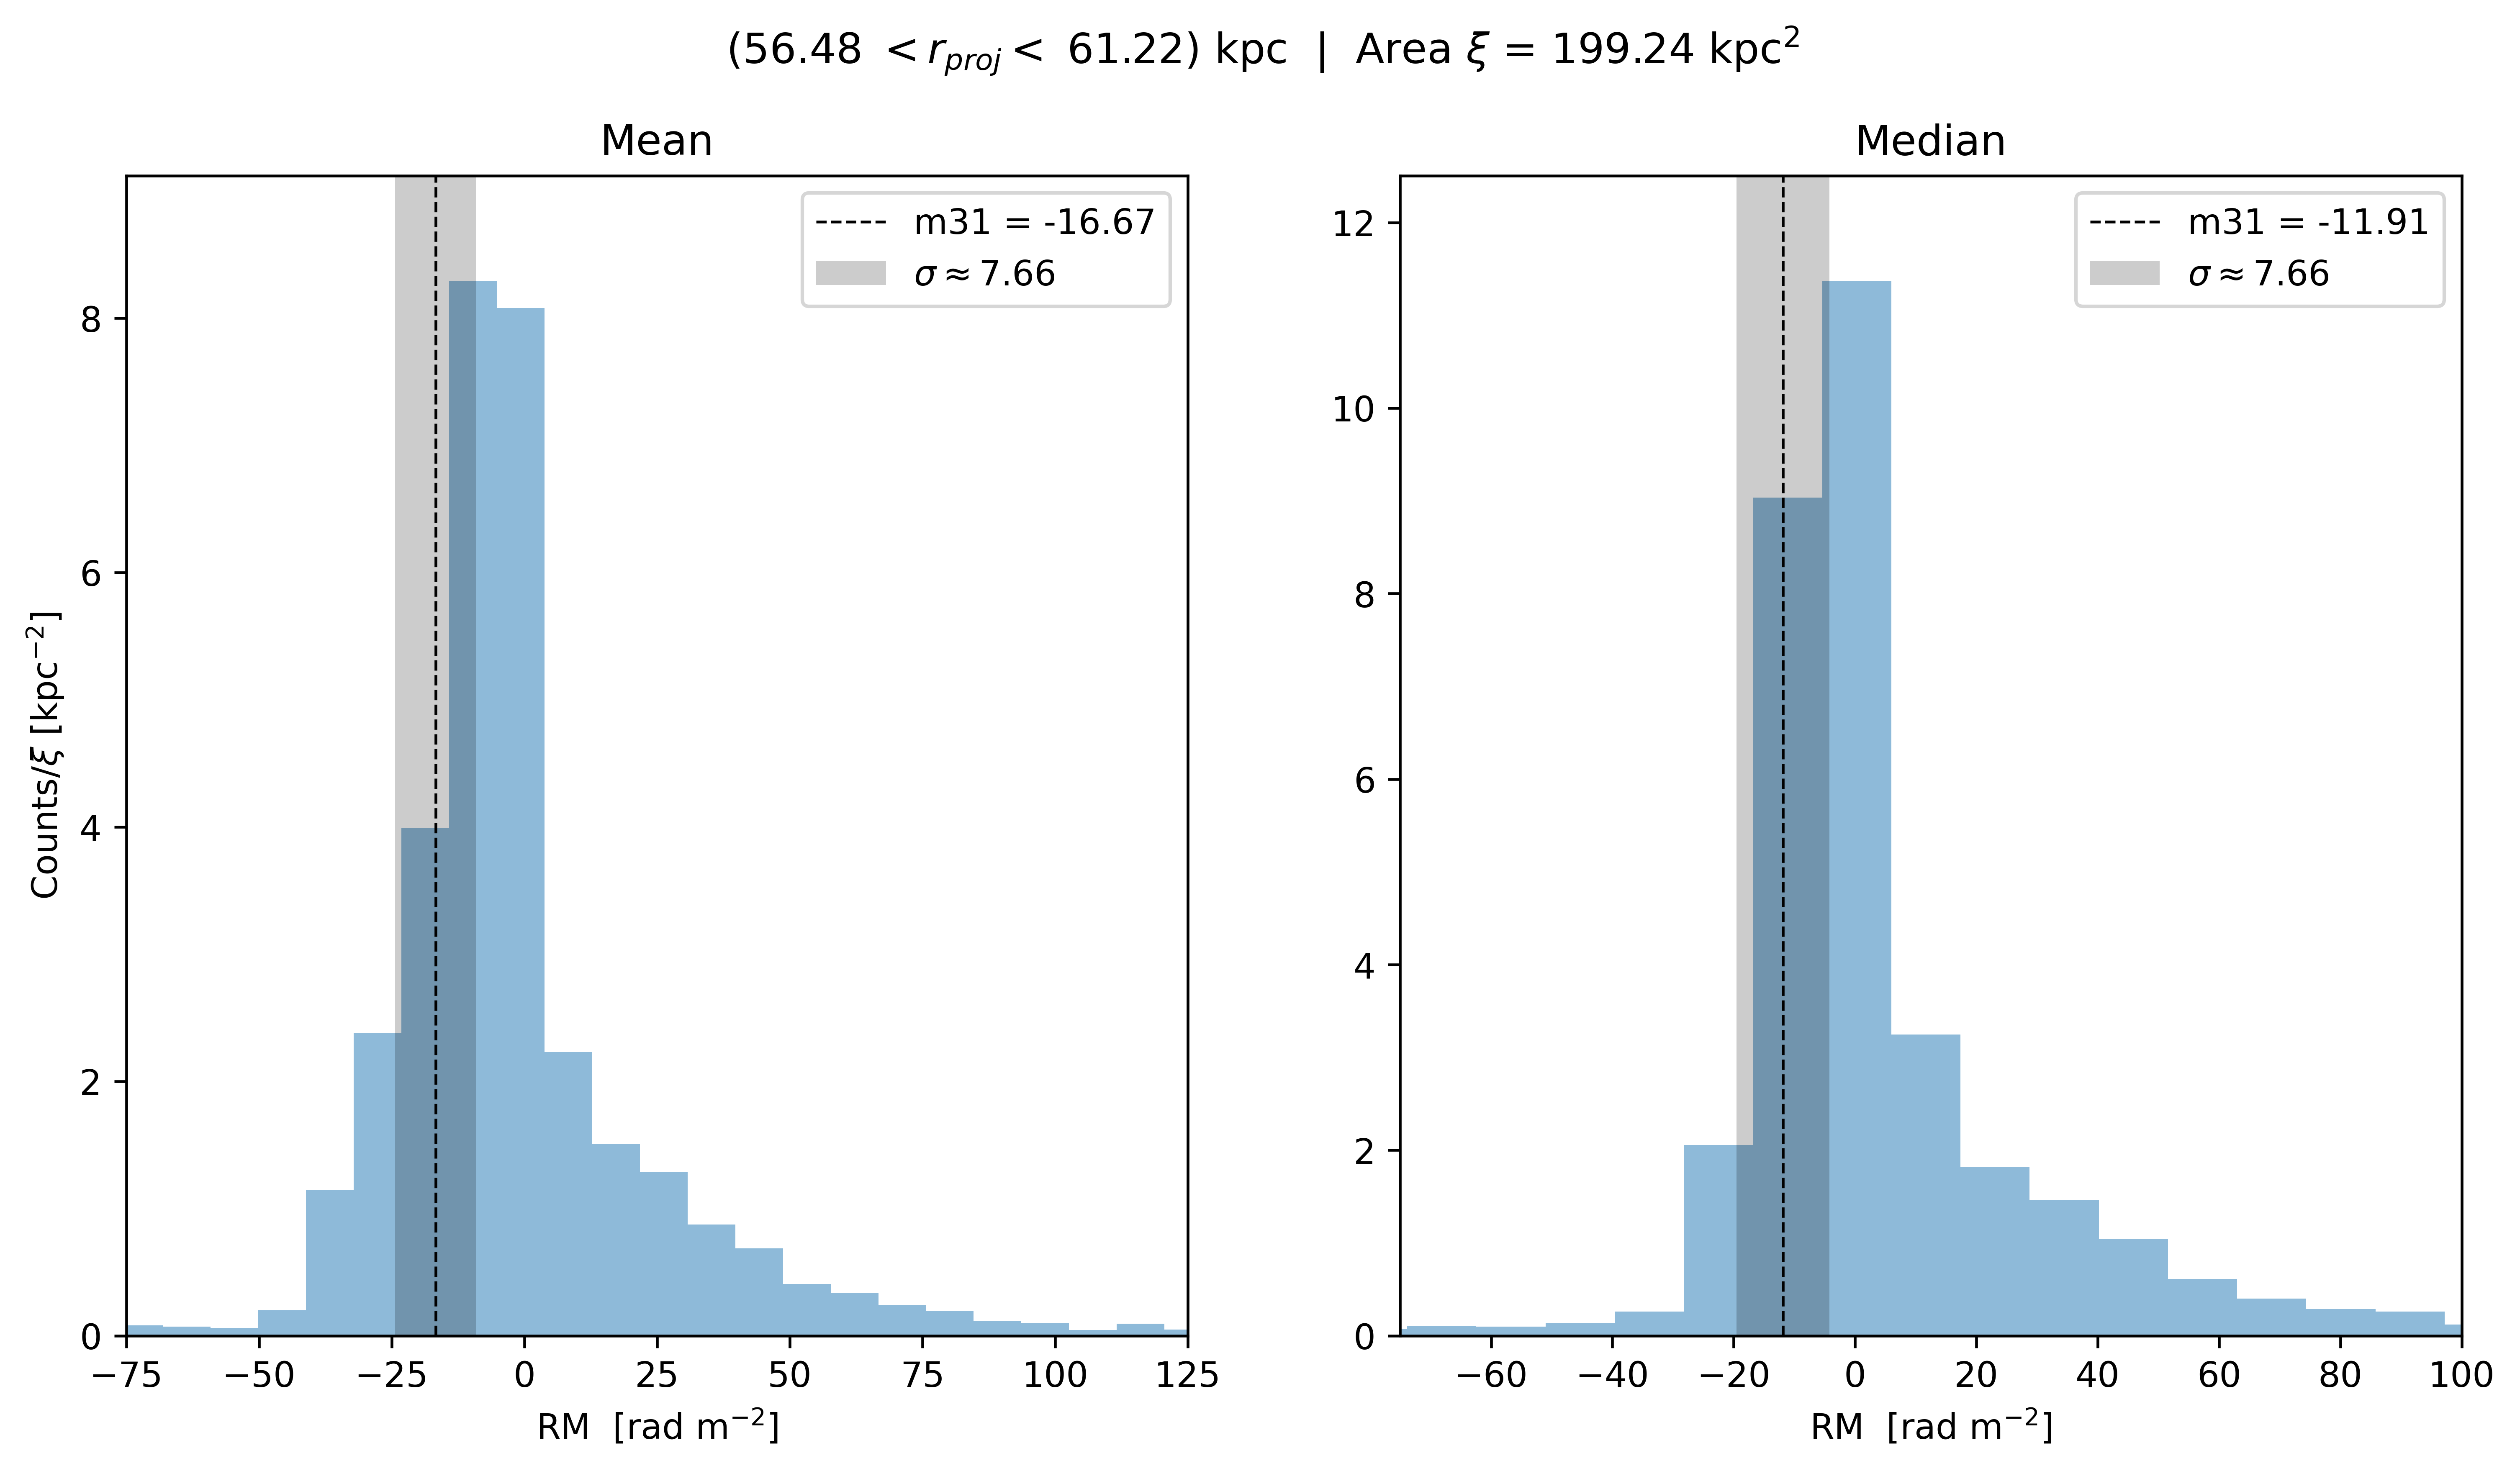 (56.48 < r_proj < 61.22) kpc | Area ξ = 199.24 kpc²
Mean
m31 = -16.67
σ ≈ 7.66
Counts/ξ [kpc⁻²]
8
6
4
2
0
−75 −50 −25 0 25 50 75 100 125
RM [rad m⁻²]
Median
m31 = -11.91
σ ≈ 7.66
12
10
8
6
4
2
0
−60 −40 −20 0 20 40 60 80 100
RM [rad m⁻²]